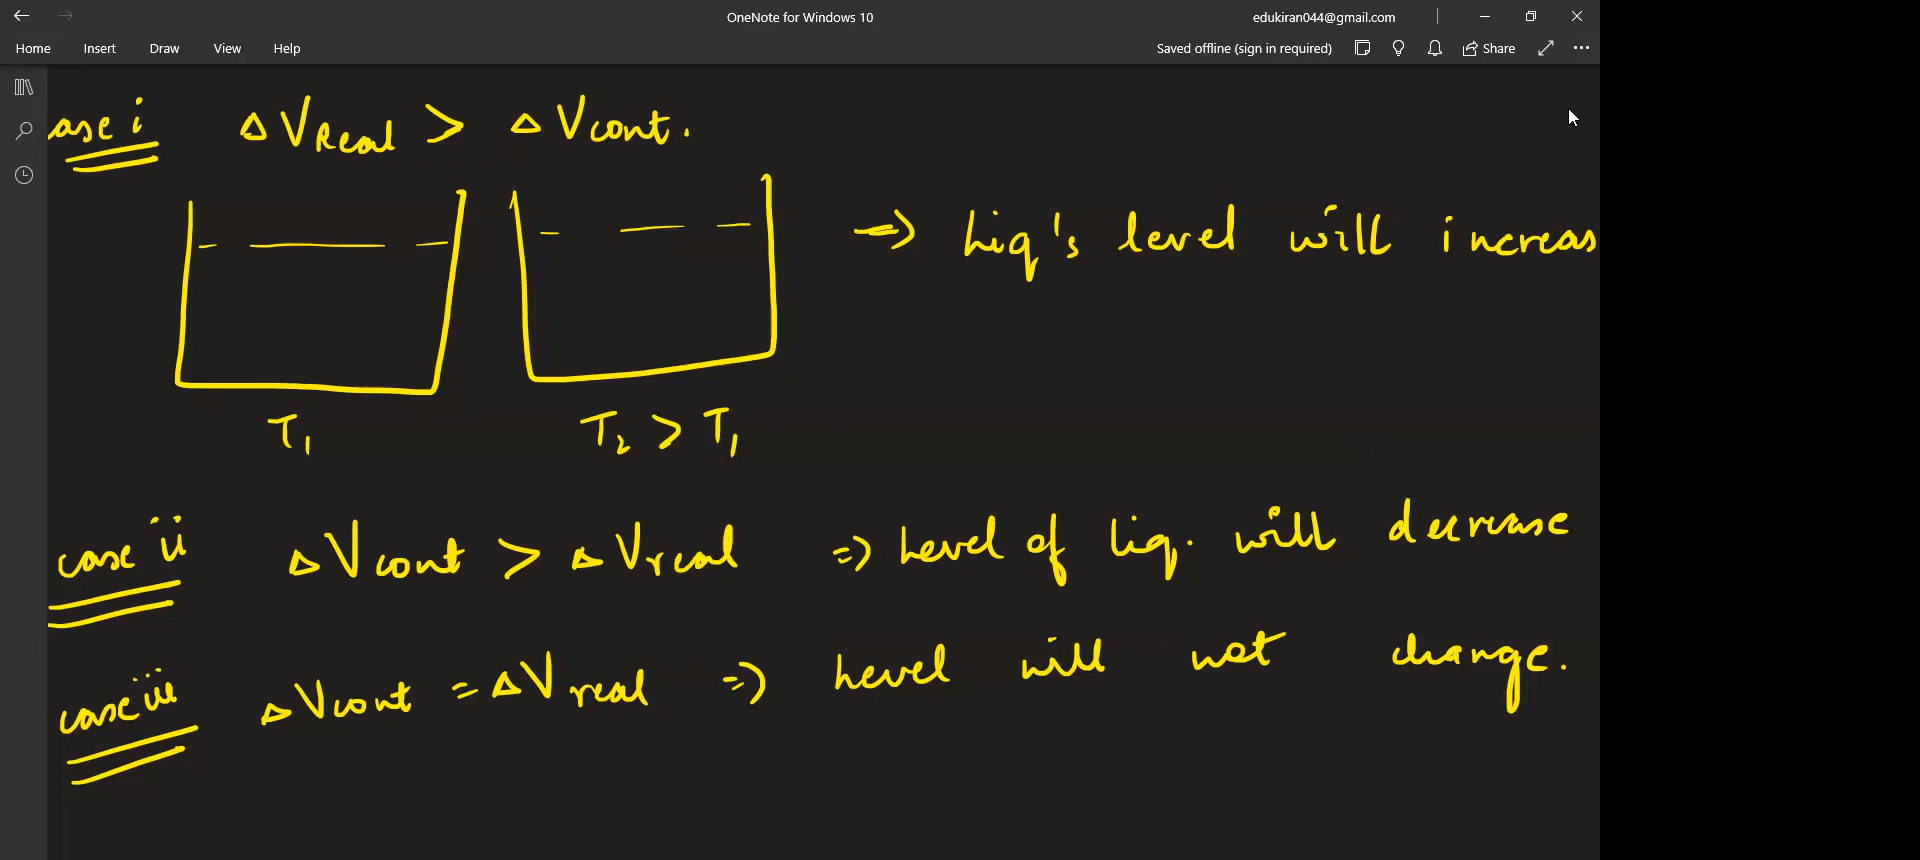 OneNote for Windows 10
edukiran044@gmail.com
Home Insert Draw View Help
Saved offline (sign in required) Share
ase i ΔVReal > ΔVcont.
⇒ Liq's level will increas
T₁ T₂ > T₁
case ii ΔVcont > ΔVreal ⇒ Level of liq. will decrease
case iii ΔVcont = ΔVreal ⇒ Level will not change.